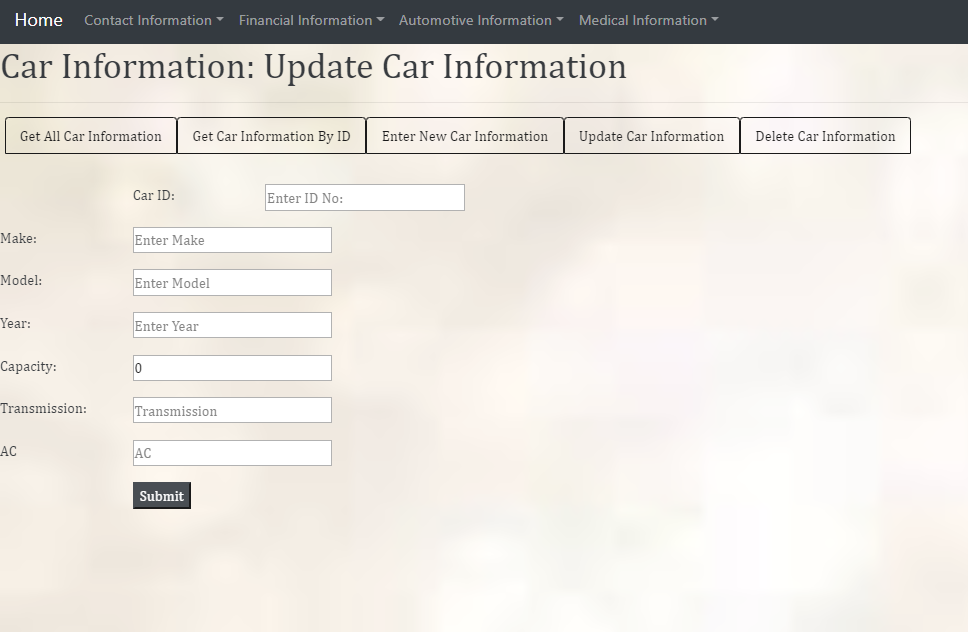 Home Contact Information Financial Information Automotive Information Medical Information
Car Information: Update Car Information
Get All Car Information Get Car Information By ID Enter New Car Information Update Car Information Delete Car Information
Car ID: Enter ID No:
Make: Enter Make
Model: Enter Model
Year: Enter Year
Capacity: 0
Transmission: Transmission
AC AC
Submit